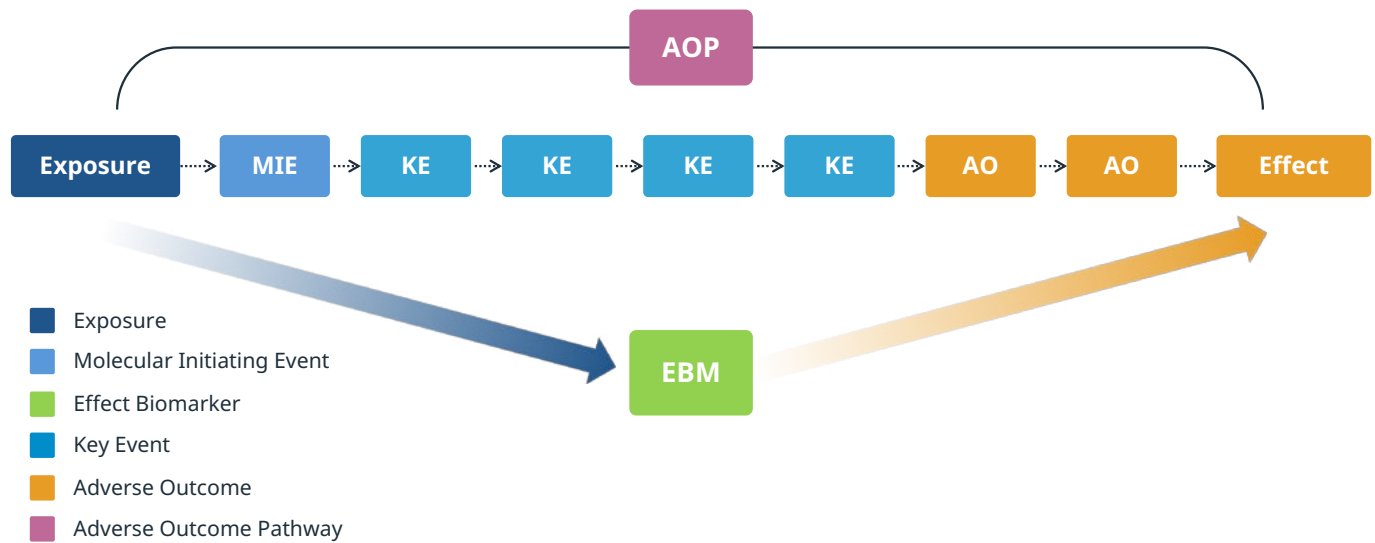 AOP
Exposure
MIE
KE
KE
KE
KE
AO
AO
Effect
EBM
Exposure
Molecular Initiating Event
Effect Biomarker
Key Event
Adverse Outcome
Adverse Outcome Pathway